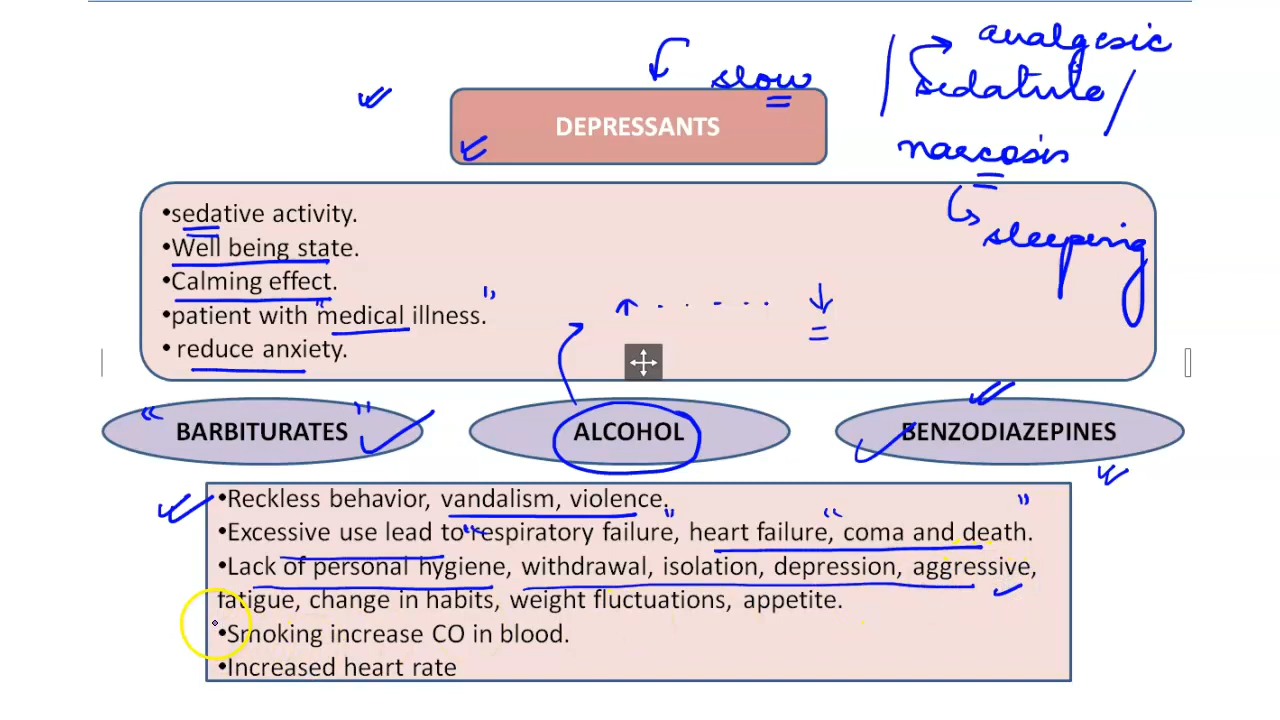 analgesic
slow
sedatute
DEPRESSANTS
narcosis
sleeping
•sedative activity.
•Well being state.
•Calming effect.
•patient with "medical illness."
• reduce anxiety.
"BARBITURATES"
ALCOHOL
BENZODIAZEPINES
•Reckless behavior, vandalism, violence.
•Excessive use lead to "respiratory failure", heart failure, "coma and death."
•Lack of personal hygiene, withdrawal, isolation, depression, aggressive,
fatigue, change in habits, weight fluctuations, appetite.
•Smoking increase CO in blood.
•Increased heart rate